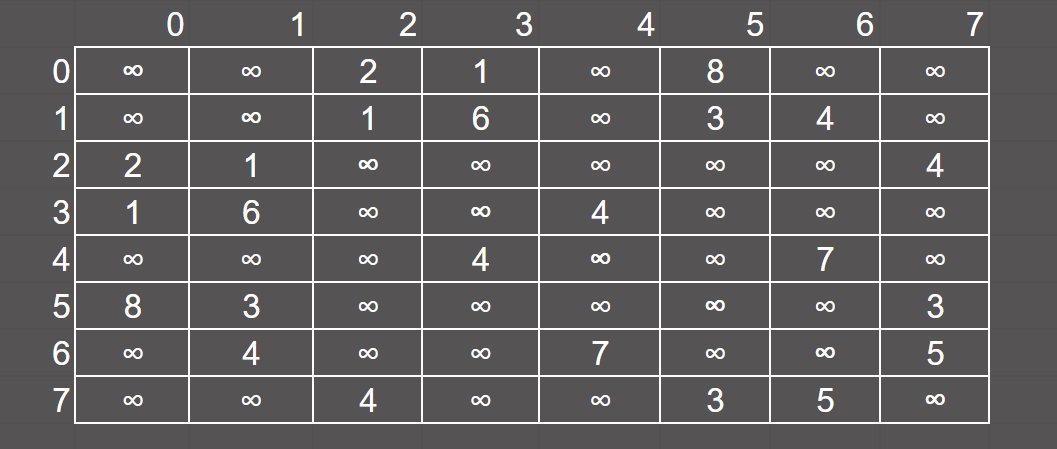 0 1 2 3 4 5 6 7
0 ∞ ∞ 2 1 ∞ 8 ∞ ∞
1 ∞ ∞ 1 6 ∞ 3 4 ∞
2 2 1 ∞ ∞ ∞ ∞ ∞ 4
3 1 6 ∞ ∞ 4 ∞ ∞ ∞
4 ∞ ∞ ∞ 4 ∞ ∞ 7 ∞
5 8 3 ∞ ∞ ∞ ∞ ∞ 3
6 ∞ 4 ∞ ∞ 7 ∞ ∞ 5
7 ∞ ∞ 4 ∞ ∞ 3 5 ∞